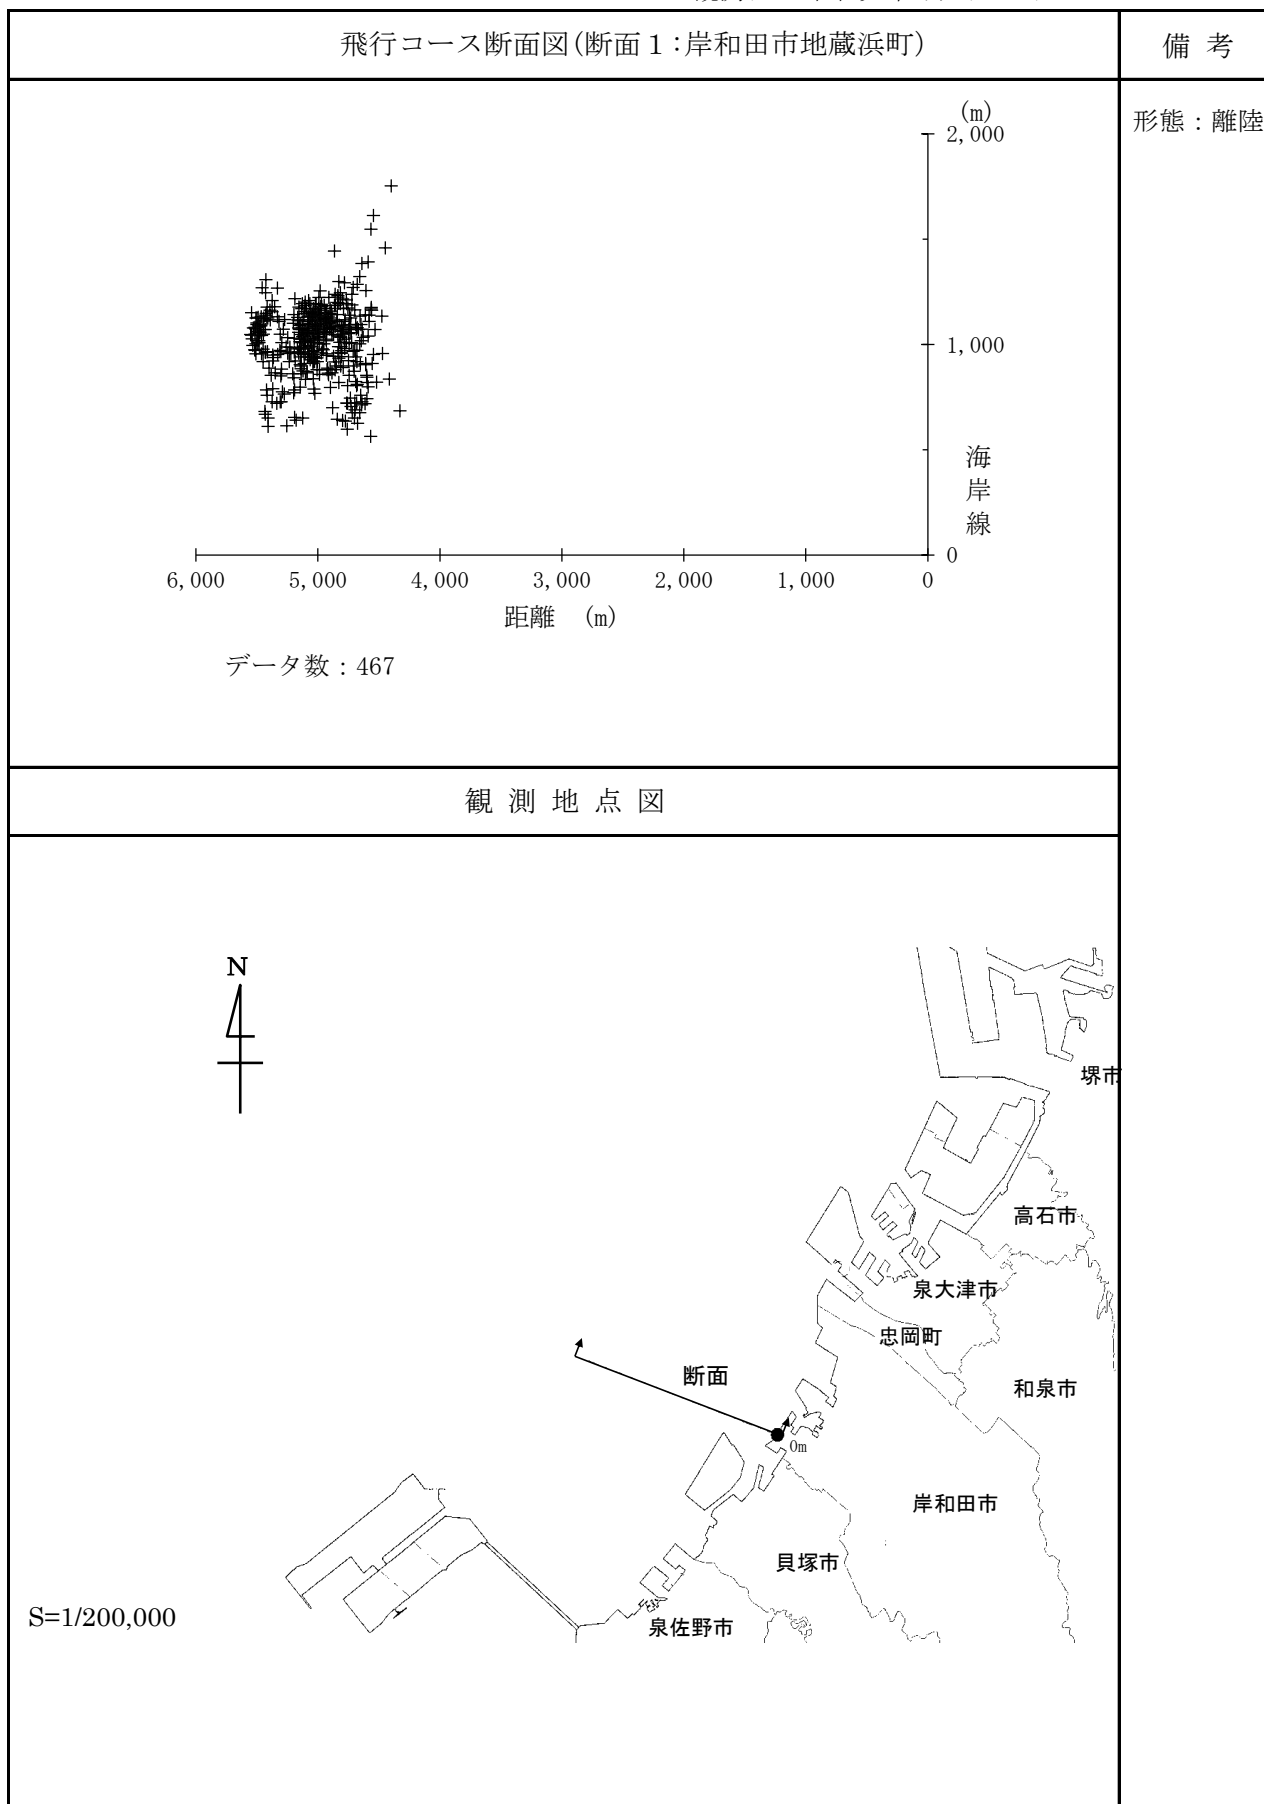 飛行コース断面図(断面1:岸和田市地蔵浜町)
備 考
形態：離陸
(m)
2,000
1,000
海岸線
0
6,000 5,000 4,000 3,000 2,000 1,000 0
距離 (m)
データ数：467
観 測 地 点 図
N
堺市
高石市
泉大津市
忠岡町
断面
和泉市
0m
岸和田市
貝塚市
S=1/200,000
泉佐野市